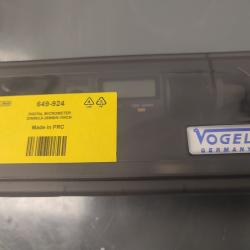 649-924
DIGITAL MICROMETER
Made in PRC
VOGEL
GERMANY